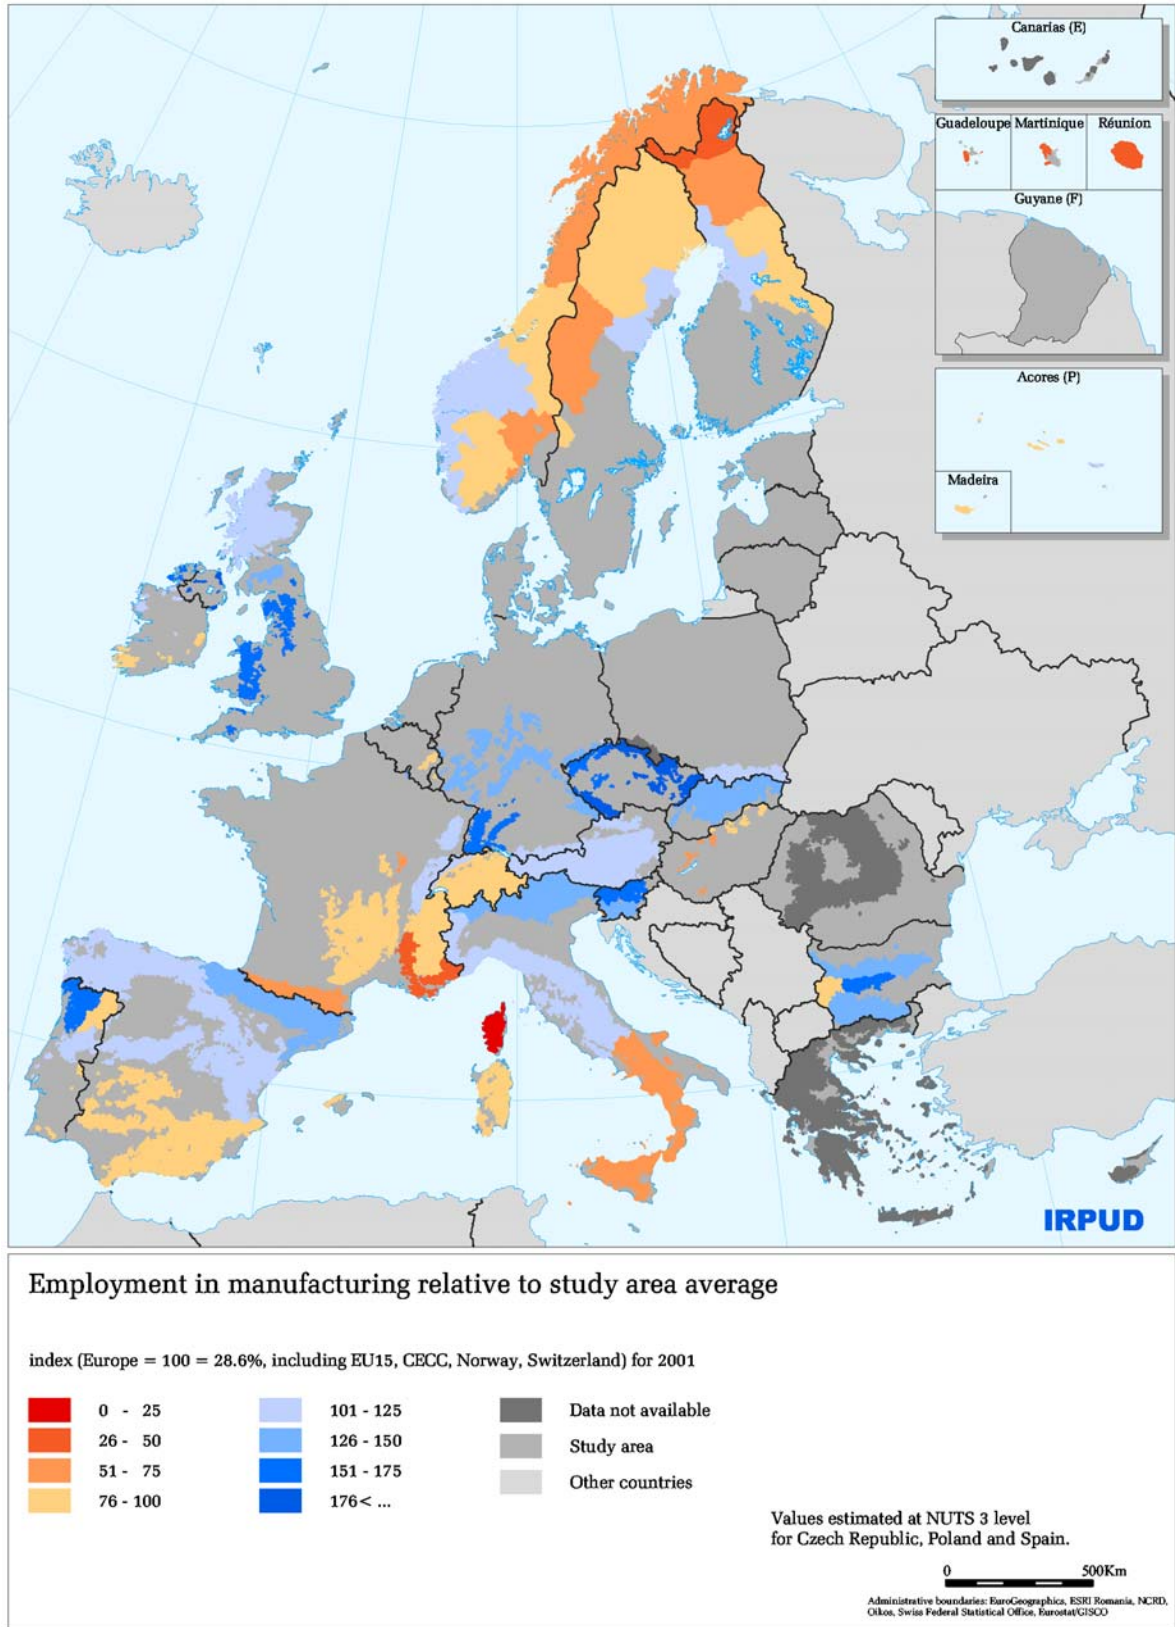 Canarias (E)
Guadeloupe Martinique Réunion
Guyane (F)
Acores (P)
Madeira
IRPUD
Employment in manufacturing relative to study area average
index (Europe = 100 = 28.6%, including EU15, CECC, Norway, Switzerland) for 2001
0 - 25
26 - 50
51 - 75
76 - 100
101 - 125
126 - 150
151 - 175
176< ...
Data not available
Study area
Other countries
Values estimated at NUTS 3 level
for Czech Republic, Poland and Spain.
0 500Km
Administrative boundaries: EuroGeographics, ESRI Romania, NCRD,
Oikos, Swiss Federal Statistical Office, Eurostat/GISCO